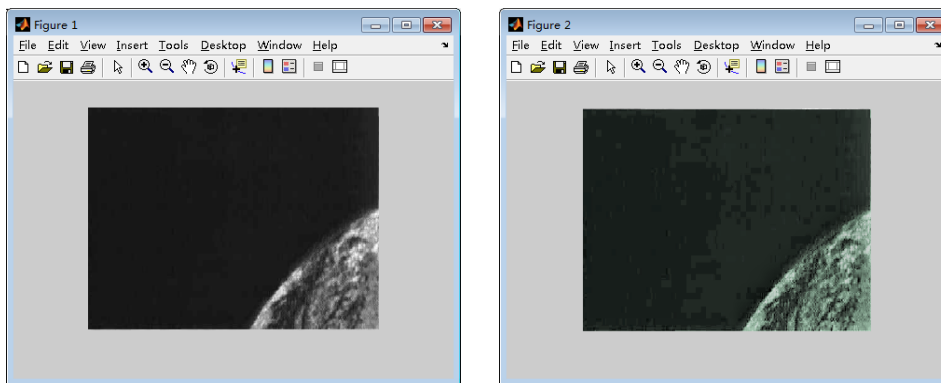 Figure 1
File Edit View Insert Tools Desktop Window Help
Figure 2
File Edit View Insert Tools Desktop Window Help